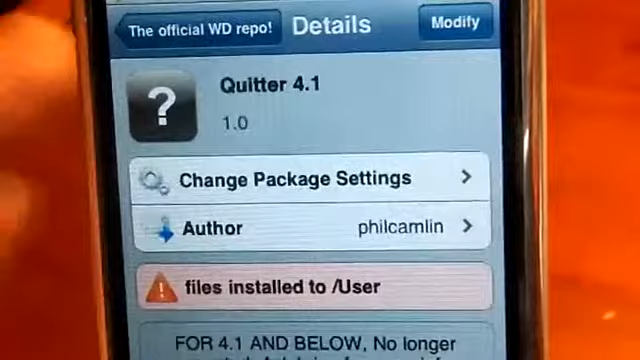 The official WD repo!
Details
Modify
?
Quitter 4.1
1.0
Change Package Settings
Author
philcamlin
files installed to /User
FOR 4.1 AND BELOW, No longer